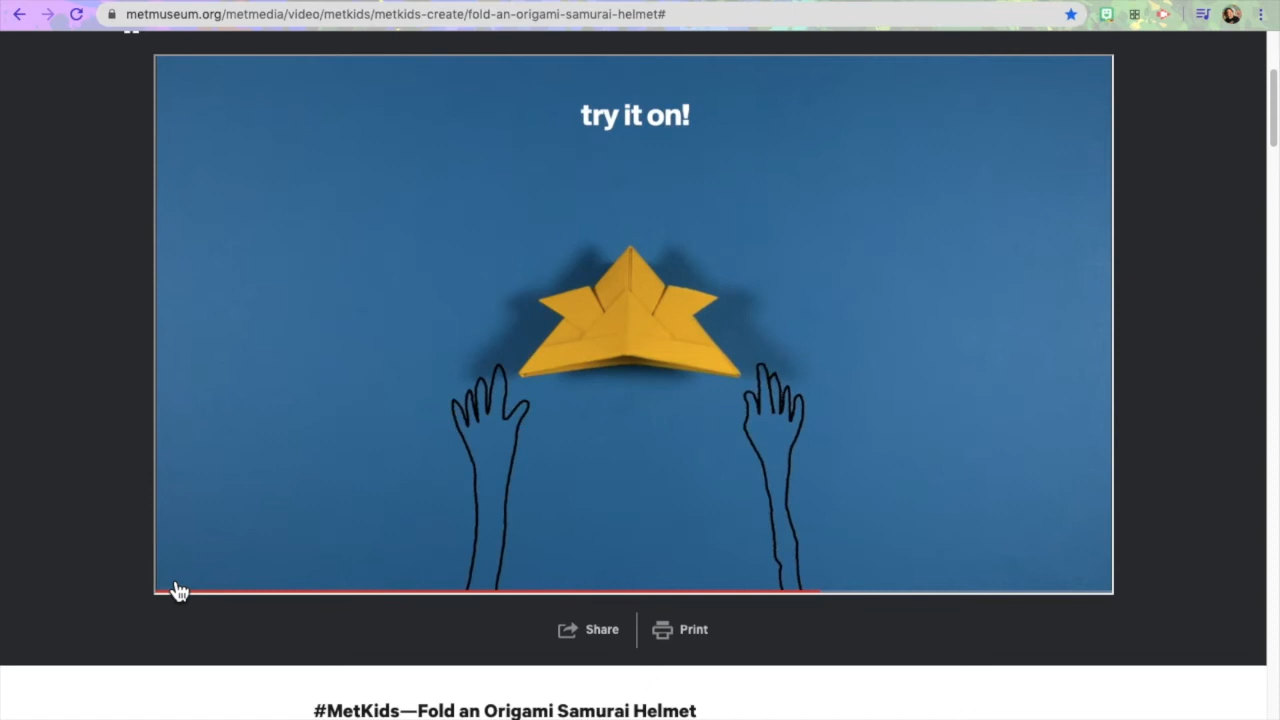 metmuseum.org/metmedia/video/metkids/metkids-create/fold-an-origami-samurai-helmet#
try it on!
Share
Print
#MetKids—Fold an Origami Samurai Helmet